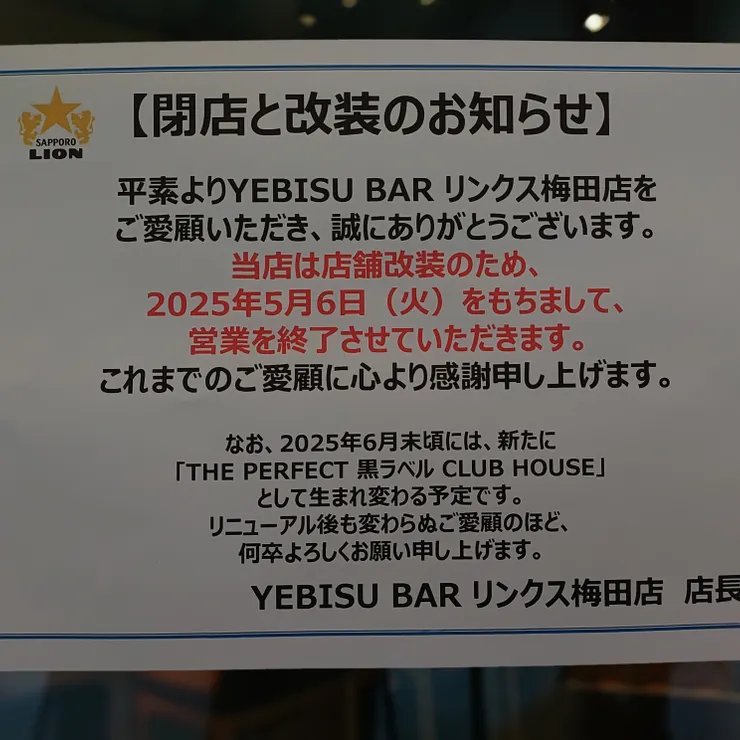 SAPPORO
LION
【閉店と改装のお知らせ】
平素よりYEBISU BAR リンクス梅田店を
ご愛顧いただき、誠にありがとうございます。
当店は店舗改装のため、
2025年5月6日（火）をもちまして、
営業を終了させていただきます。
これまでのご愛顧に心より感謝申し上げます。
なお、2025年6月末頃には、新たに
「THE PERFECT 黒ラベル CLUB HOUSE」
として生まれ変わる予定です。
リニューアル後も変わらぬご愛顧のほど、
何卒よろしくお願い申し上げます。
YEBISU BAR リンクス梅田店 店長